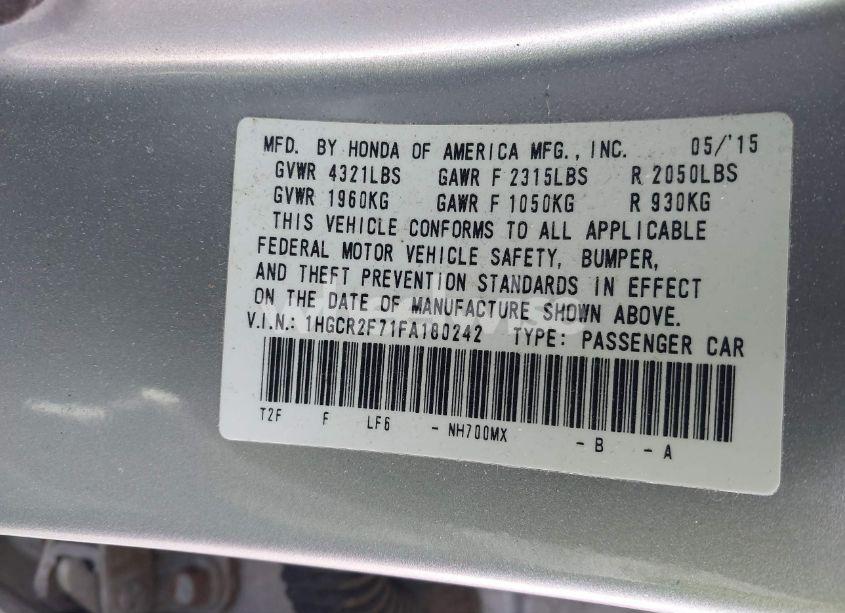 MFD. BY HONDA OF AMERICA MFG., INC. 05/'15
GVWR 4321LBS GAWR F 2315LBS R 2050LBS
GVWR 1960KG GAWR F 1050KG R 930KG
THIS VEHICLE CONFORMS TO ALL APPLICABLE
FEDERAL MOTOR VEHICLE SAFETY, BUMPER,
AND THEFT PREVENTION STANDARDS IN EFFECT
ON THE DATE OF MANUFACTURE SHOWN ABOVE.
V.I.N.: 1HGCR2F71FA180242 TYPE: PASSENGER CAR
T2F F LF6 - NH700MX - B - A